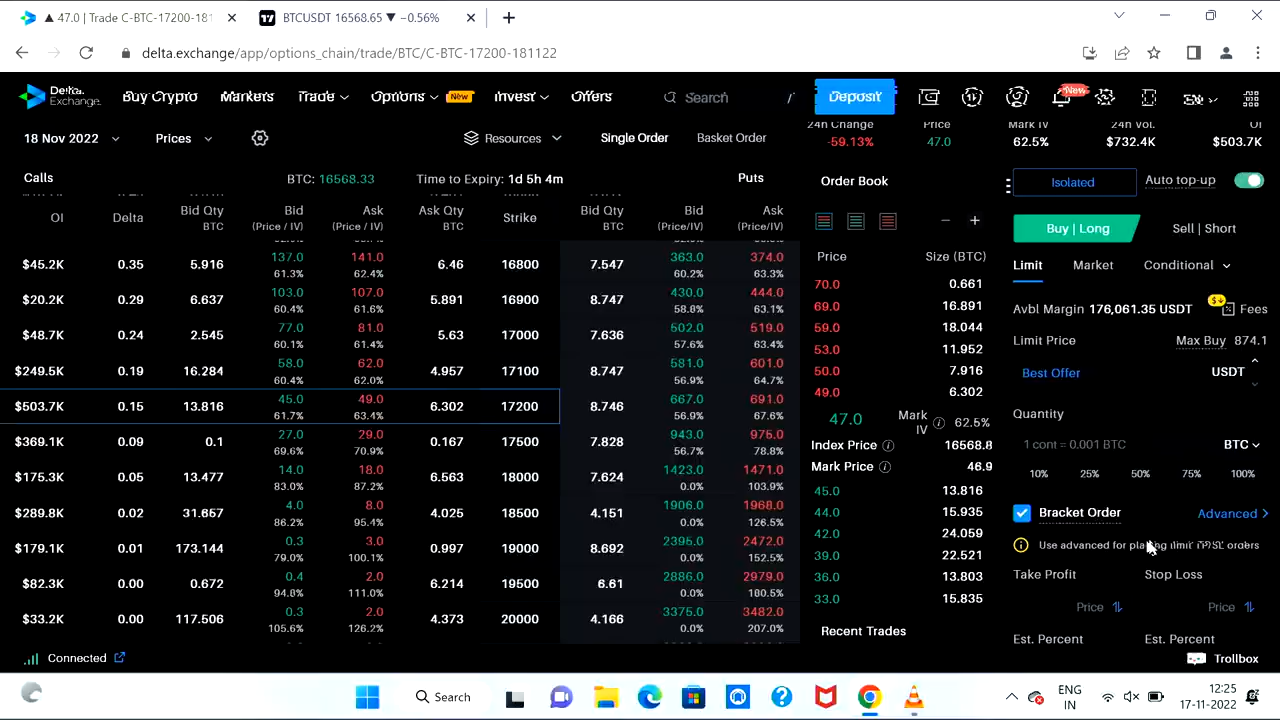 ▲ 47.0 | Trade C-BTC-17200-181
BTCUSDT 16568.65 ▼ −0.56%
delta.exchange/app/options_chain/trade/BTC/C-BTC-17200-181122
Delta Exchange
Buy Crypto Markets Trade Options New Invest Offers Search / Deposit New
18 Nov 2022 Prices Resources Single Order Basket Order
24h Change Price Mark IV 24h Vol. OI
-59.13% 47.0 62.5% $732.4K $503.7K
Calls BTC: 16568.33 Time to Expiry: 1d 5h 4m Puts
OI Delta Bid Qty BTC Bid (Price / IV) Ask (Price / IV) Ask Qty BTC Strike Bid Qty BTC Bid (Price/IV) Ask (Price/IV)
$45.2K 0.35 5.916 137.0 141.0 6.46 16800 7.547 363.0 374.0
61.3% 62.4% 60.2% 63.3%
$20.2K 0.29 6.637 103.0 107.0 5.891 16900 8.747 430.0 444.0
60.4% 61.6% 58.8% 63.1%
$48.7K 0.24 2.545 77.0 81.0 5.63 17000 7.636 502.0 519.0
60.1% 61.4% 57.6% 63.4%
$249.5K 0.19 16.284 58.0 62.0 4.957 17100 8.747 581.0 601.0
60.4% 62.0% 56.9% 64.7%
$503.7K 0.15 13.816 45.0 49.0 6.302 17200 8.746 667.0 691.0
61.7% 63.4% 56.9% 67.6%
$369.1K 0.09 0.1 27.0 29.0 0.167 17500 7.828 943.0 975.0
69.6% 70.9% 56.7% 78.8%
$175.3K 0.05 13.477 14.0 18.0 6.563 18000 7.624 1423.0 1471.0
83.0% 87.2% 0.0% 103.9%
$289.8K 0.02 31.657 4.0 8.0 4.025 18500 4.151 1906.0 1968.0
86.2% 95.4% 0.0% 126.5%
$179.1K 0.01 173.144 0.3 3.0 0.997 19000 8.692 2395.0 2472.0
79.0% 100.1% 0.0% 152.5%
$82.3K 0.00 0.672 0.4 2.0 6.214 19500 6.61 2886.0 2979.0
94.8% 111.0% 0.0% 180.5%
$33.2K 0.00 117.506 0.3 2.0 4.373 20000 4.166 3375.0 3482.0
105.6% 126.2% 0.0% 207.0%
Order Book
Price Size (BTC)
70.0 0.661
69.0 16.891
59.0 18.044
53.0 11.952
50.0 7.916
49.0 6.302
47.0 Mark IV 62.5%
Index Price 16568.8
Mark Price 46.9
45.0 13.816
44.0 15.935
42.0 24.059
39.0 22.521
36.0 13.803
33.0 15.835
Recent Trades
Isolated Auto top-up
Buy | Long Sell | Short
Limit Market Conditional
Avbl Margin 176,061.35 USDT Fees
Limit Price Max Buy 874.1
Best Offer USDT
Quantity
1 cont = 0.001 BTC BTC
10% 25% 50% 75% 100%
Bracket Order Advanced
Use advanced for placing limit TP/SL orders
Take Profit Stop Loss
Price Price
Est. Percent Est. Percent
Connected Trollbox
Search ENG IN 12:25 17-11-2022